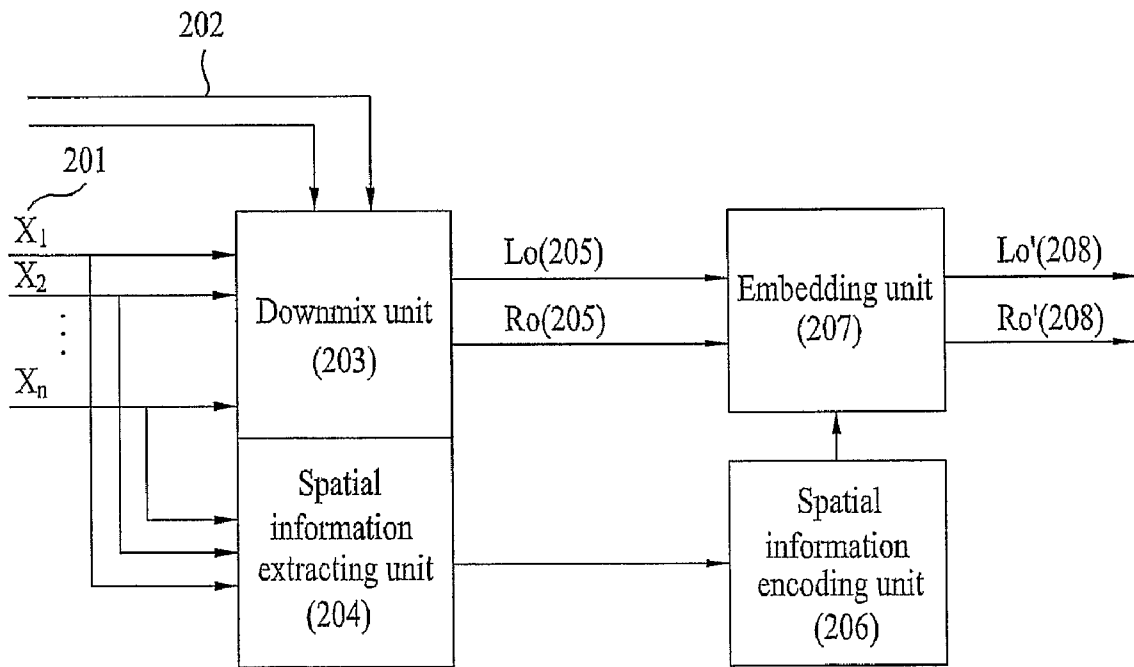 202
201
X1
X2
⋮
Xn
Downmix unit
(203)
Spatial
information
extracting unit
(204)
Lo(205)
Ro(205)
Embedding unit
(207)
Spatial
information
encoding unit
(206)
Lo'(208)
Ro'(208)